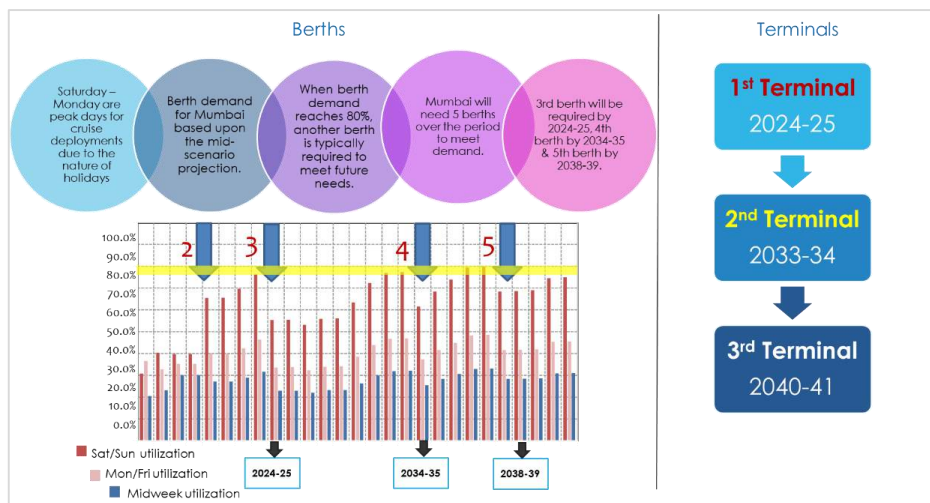 Berths
Saturday –
Monday are
peak days for
cruise
deployments
due to the
nature of
holidays
Berth demand
for Mumbai
based upon
the mid-
scenario
projection.
When berth
demand
reaches 80%,
another berth
is typically
required to
meet future
needs.
Mumbai will
need 5 berths
over the period
to meet
demand.
3rd berth will be
required by
2024-25, 4th
berth by 2034-35
& 5th berth by
2038-39.
100.0%
90.0%
80.0%
70.0%
60.0%
50.0%
40.0%
30.0%
20.0%
10.0%
0.0%
2
3
4
5
2024-25
2034-35
2038-39
Sat/Sun utilization
Mon/Fri utilization
Midweek utilization
Terminals
1st Terminal
2024-25
2nd Terminal
2033-34
3rd Terminal
2040-41